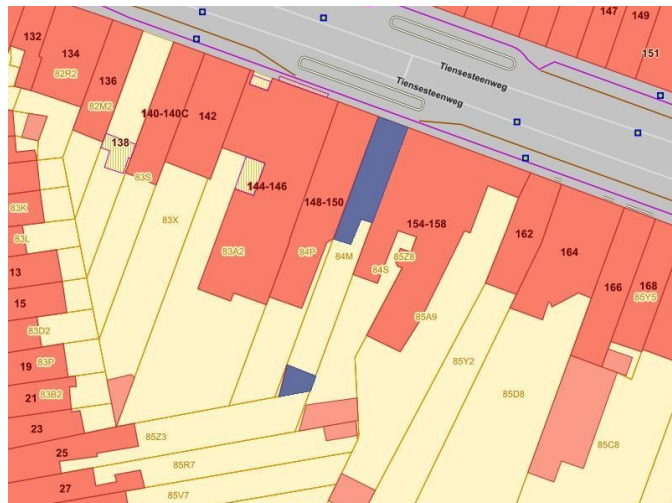 147
149
151
132
134
82R2
136
82M2
138
140-140C
83S
142
83X
144-146
83A2
148-150
84P
84M
84S
154-158
85Z8
85A9
162
164
166
168
85Y5
Tiensesteenweg
Tiensesteenweg
83K
83L
13
15
83D2
19
83P
21
83B2
23
25
27
85Z3
85R7
85V7
85Y2
85D8
85C8